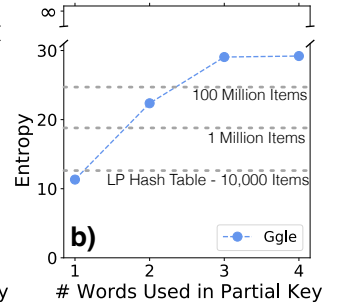 ∞
30
100 Million Items
20
1 Million Items
LP Hash Table - 10,000 Items
10
Entropy
b)
Ggle
0
1 2 3 4
y # Words Used in Partial Key